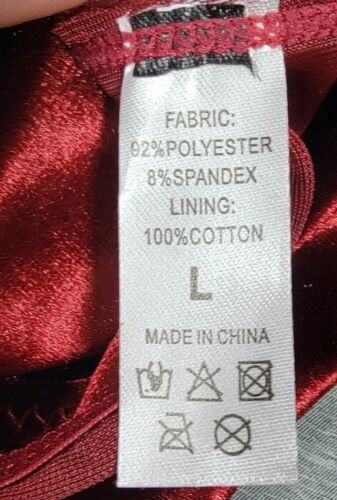 FABRIC:
92%POLYESTER
8%SPANDEX
LINING:
100%COTTON
L
MADE IN CHINA